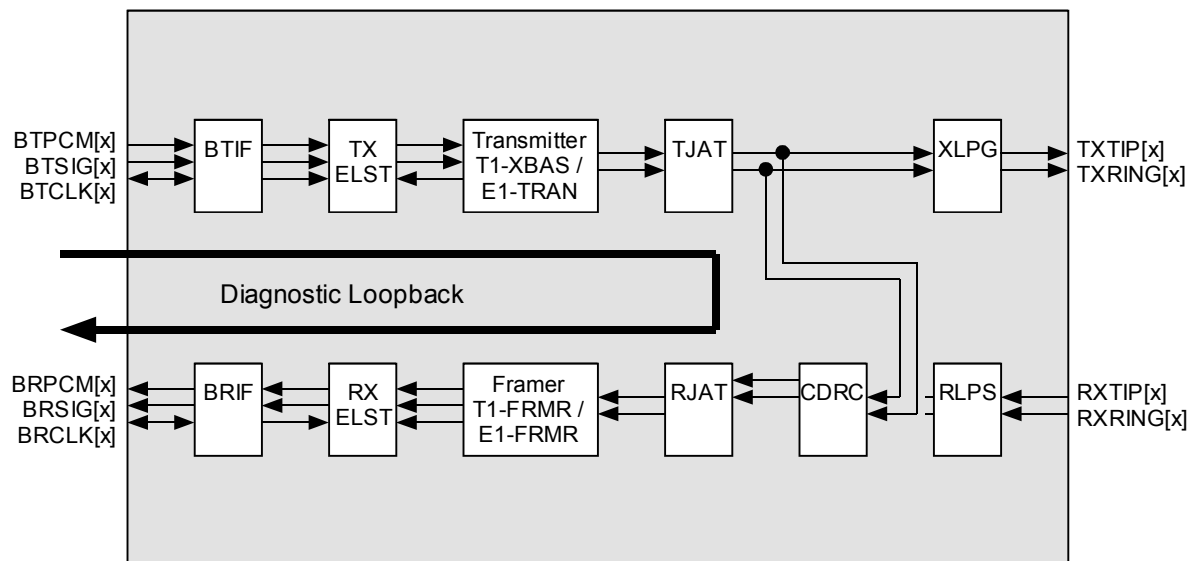 BTPCM[x]
BTSIG[x]
BTCLK[x]
BTIF
TX
ELST
Transmitter
T1-XBAS /
E1-TRAN
TJAT
XLPG
TXTIP[x]
TXRING[x]
Diagnostic Loopback
BRPCM[x]
BRSIG[x]
BRCLK[x]
BRIF
RX
ELST
Framer
T1-FRMR /
E1-FRMR
RJAT
CDRC
RLPS
RXTIP[x]
RXRING[x]